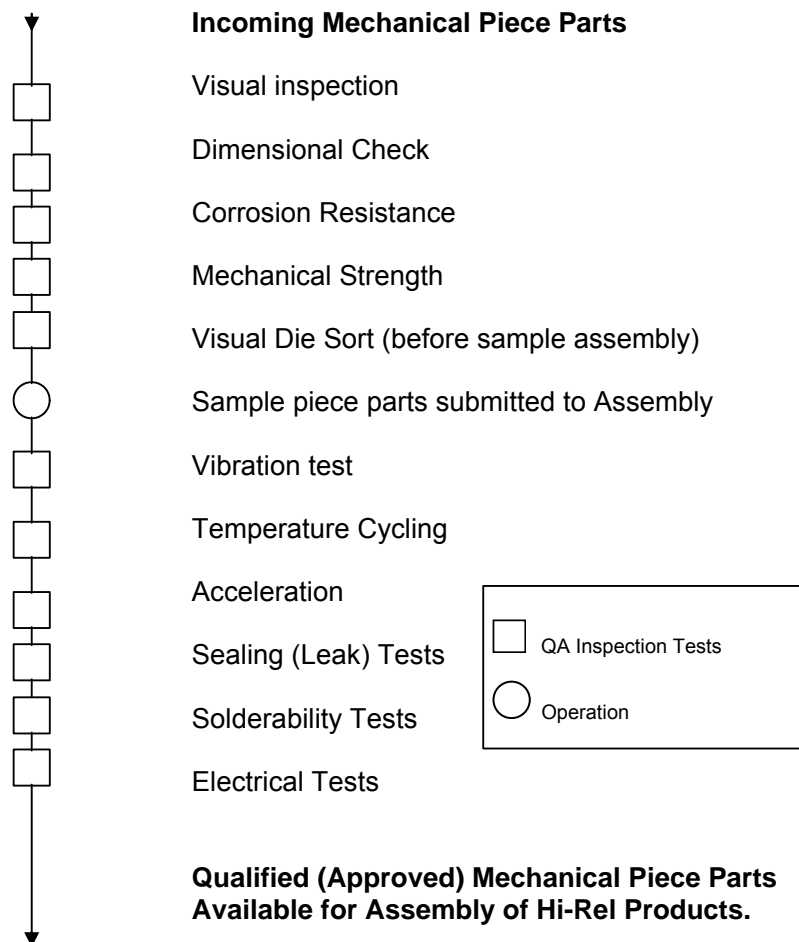 Incoming Mechanical Piece Parts
Visual inspection
Dimensional Check
Corrosion Resistance
Mechanical Strength
Visual Die Sort (before sample assembly)
Sample piece parts submitted to Assembly
Vibration test
Temperature Cycling
Acceleration
Sealing (Leak) Tests
Solderability Tests
Electrical Tests
QA Inspection Tests
Operation
Qualified (Approved) Mechanical Piece Parts
Available for Assembly of Hi-Rel Products.